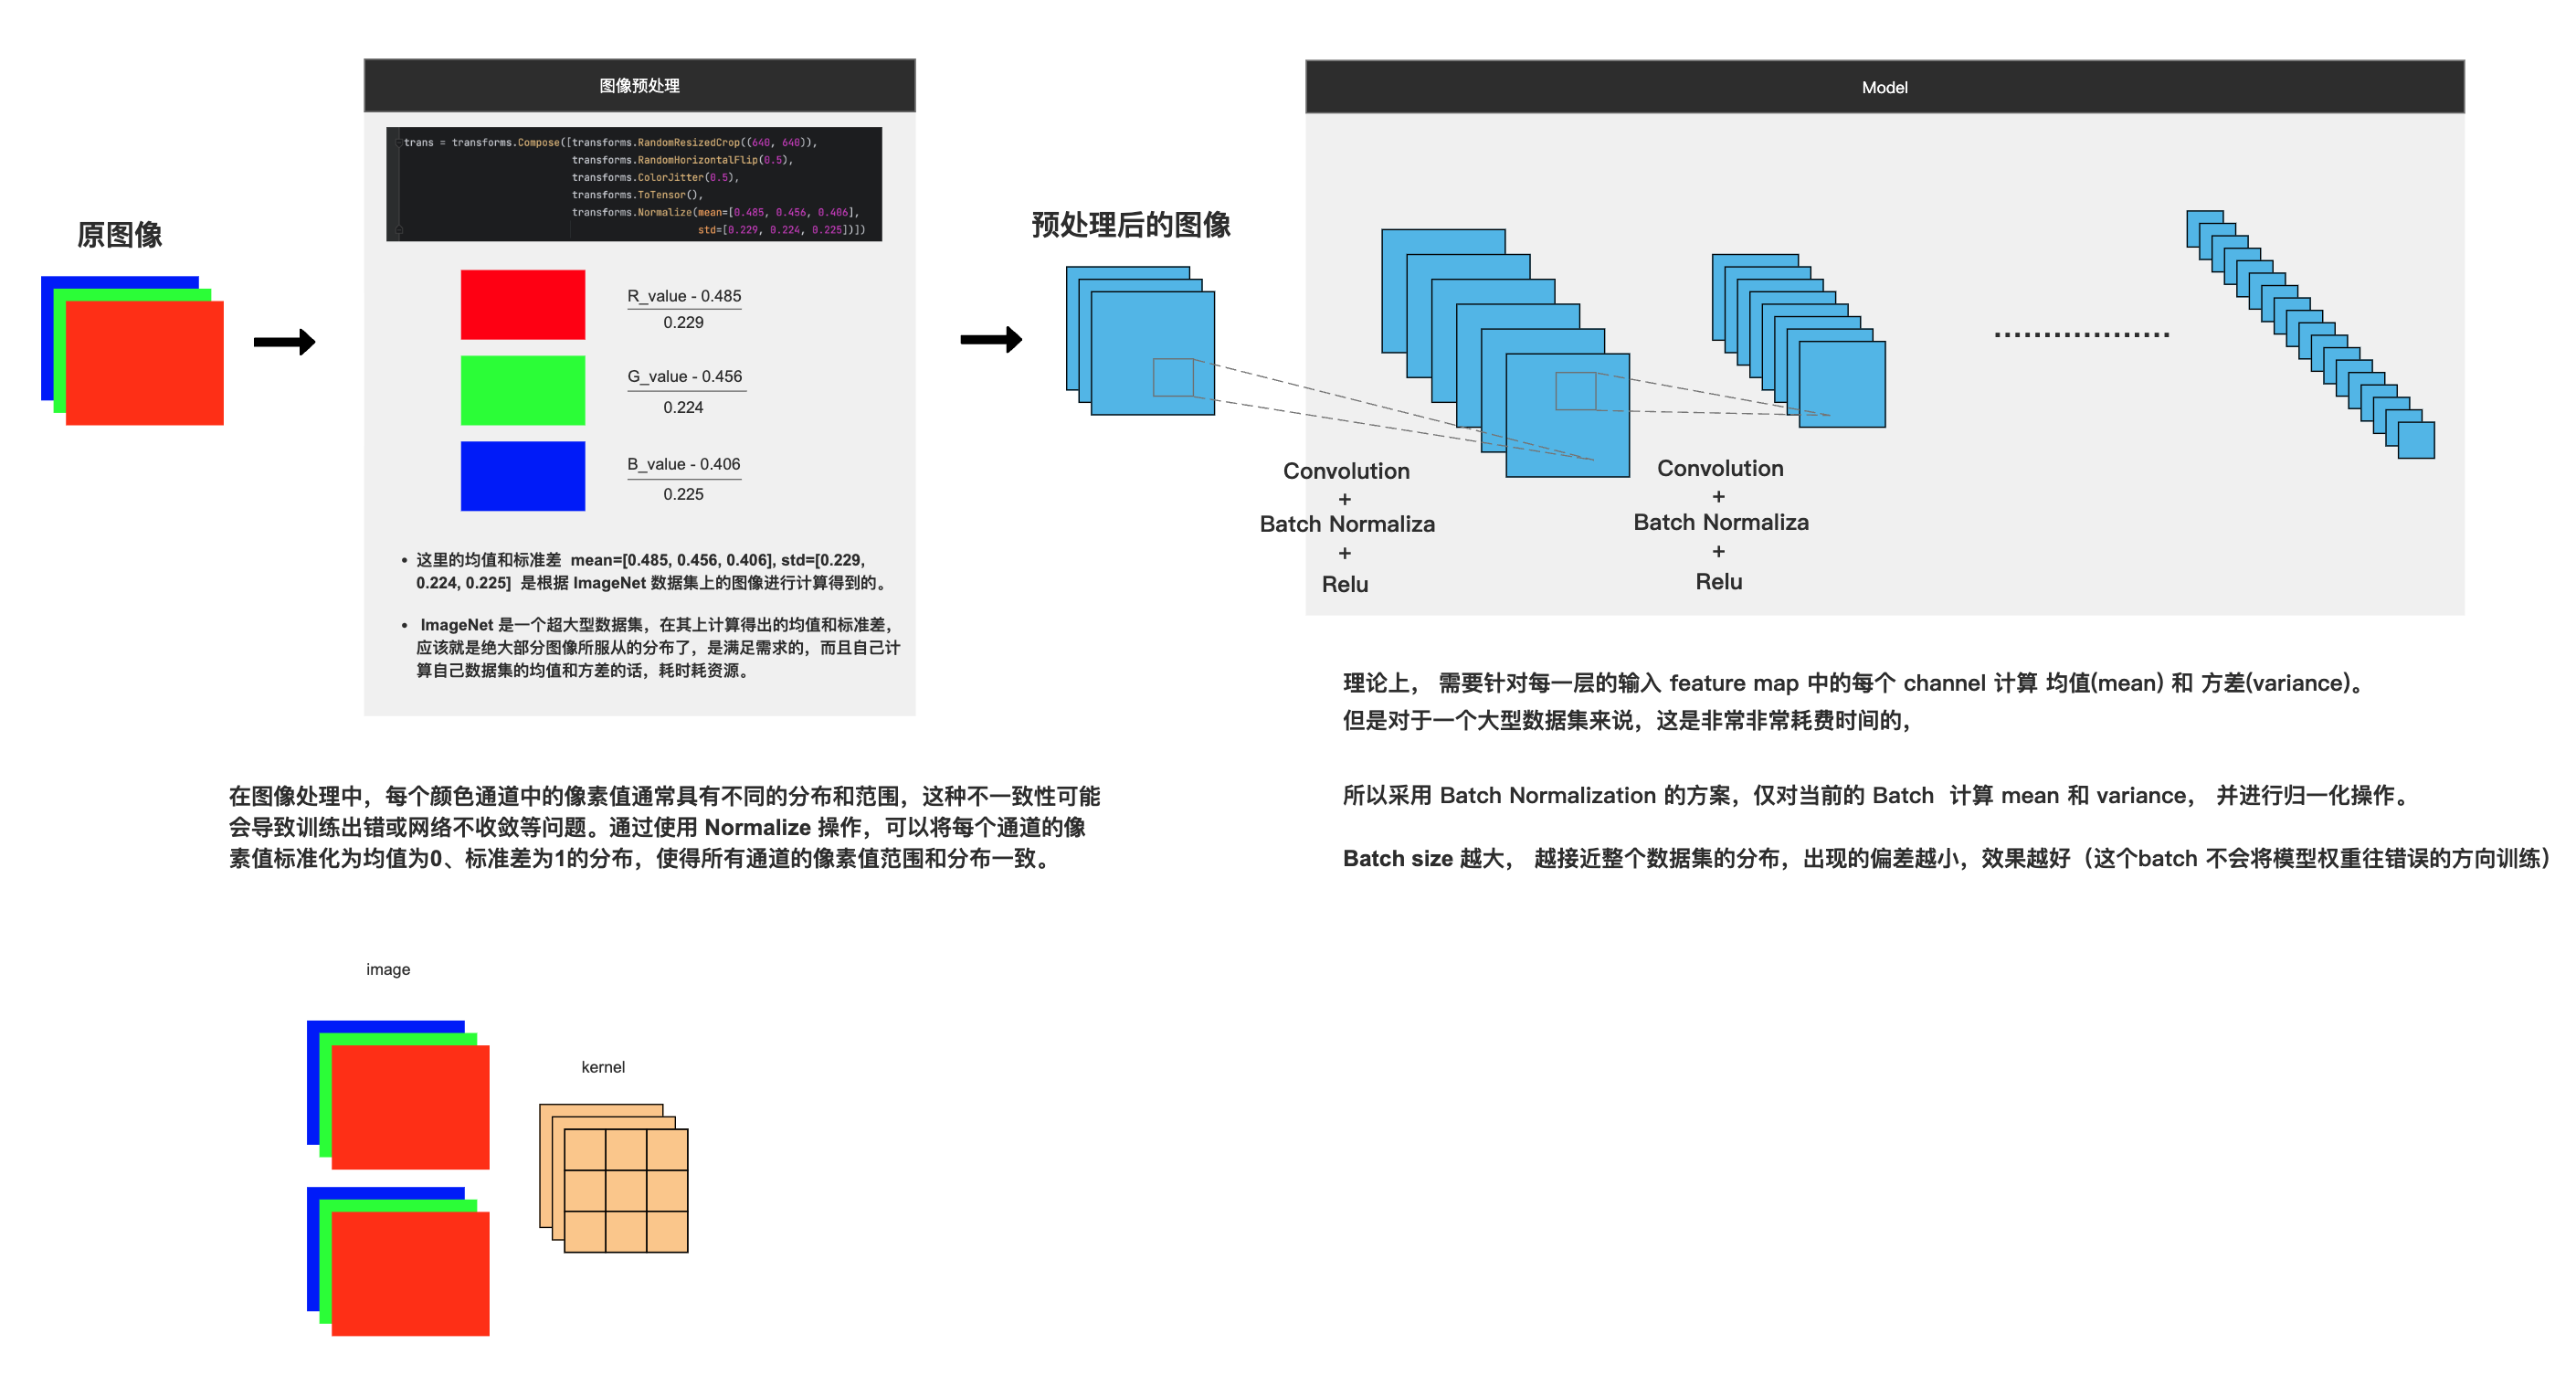 原图像
图像预处理
trans = transforms.Compose([transforms.RandomResizedCrop((640, 640)),
transforms.RandomHorizontalFlip(0.5),
transforms.ColorJitter(0.5),
transforms.ToTensor(),
transforms.Normalize(mean=[0.485, 0.456, 0.406],
std=[0.229, 0.224, 0.225])])
R_value - 0.485
0.229
G_value - 0.456
0.224
B_value - 0.406
0.225
• 这里的均值和标准差 mean=[0.485, 0.456, 0.406], std=[0.229,
0.224, 0.225] 是根据 ImageNet 数据集上的图像进行计算得到的。
• ImageNet 是一个超大型数据集，在其上计算得出的均值和标准差，
应该就是绝大部分图像所服从的分布了，是满足需求的，而且自己计
算自己数据集的均值和方差的话，耗时耗资源。
预处理后的图像
Model
Convolution
+
Batch Normaliza
+
Relu
Convolution
+
Batch Normaliza
+
Relu
在图像处理中，每个颜色通道中的像素值通常具有不同的分布和范围，这种不一致性可能
会导致训练出错或网络不收敛等问题。通过使用 Normalize 操作，可以将每个通道的像
素值标准化为均值为0、标准差为1的分布，使得所有通道的像素值范围和分布一致。
理论上， 需要针对每一层的输入 feature map 中的每个 channel 计算 均值(mean) 和 方差(variance)。
但是对于一个大型数据集来说，这是非常非常耗费时间的，
所以采用 Batch Normalization 的方案，仅对当前的 Batch 计算 mean 和 variance， 并进行归一化操作。
Batch size 越大， 越接近整个数据集的分布，出现的偏差越小，效果越好（这个batch 不会将模型权重往错误的方向训练）
image
kernel